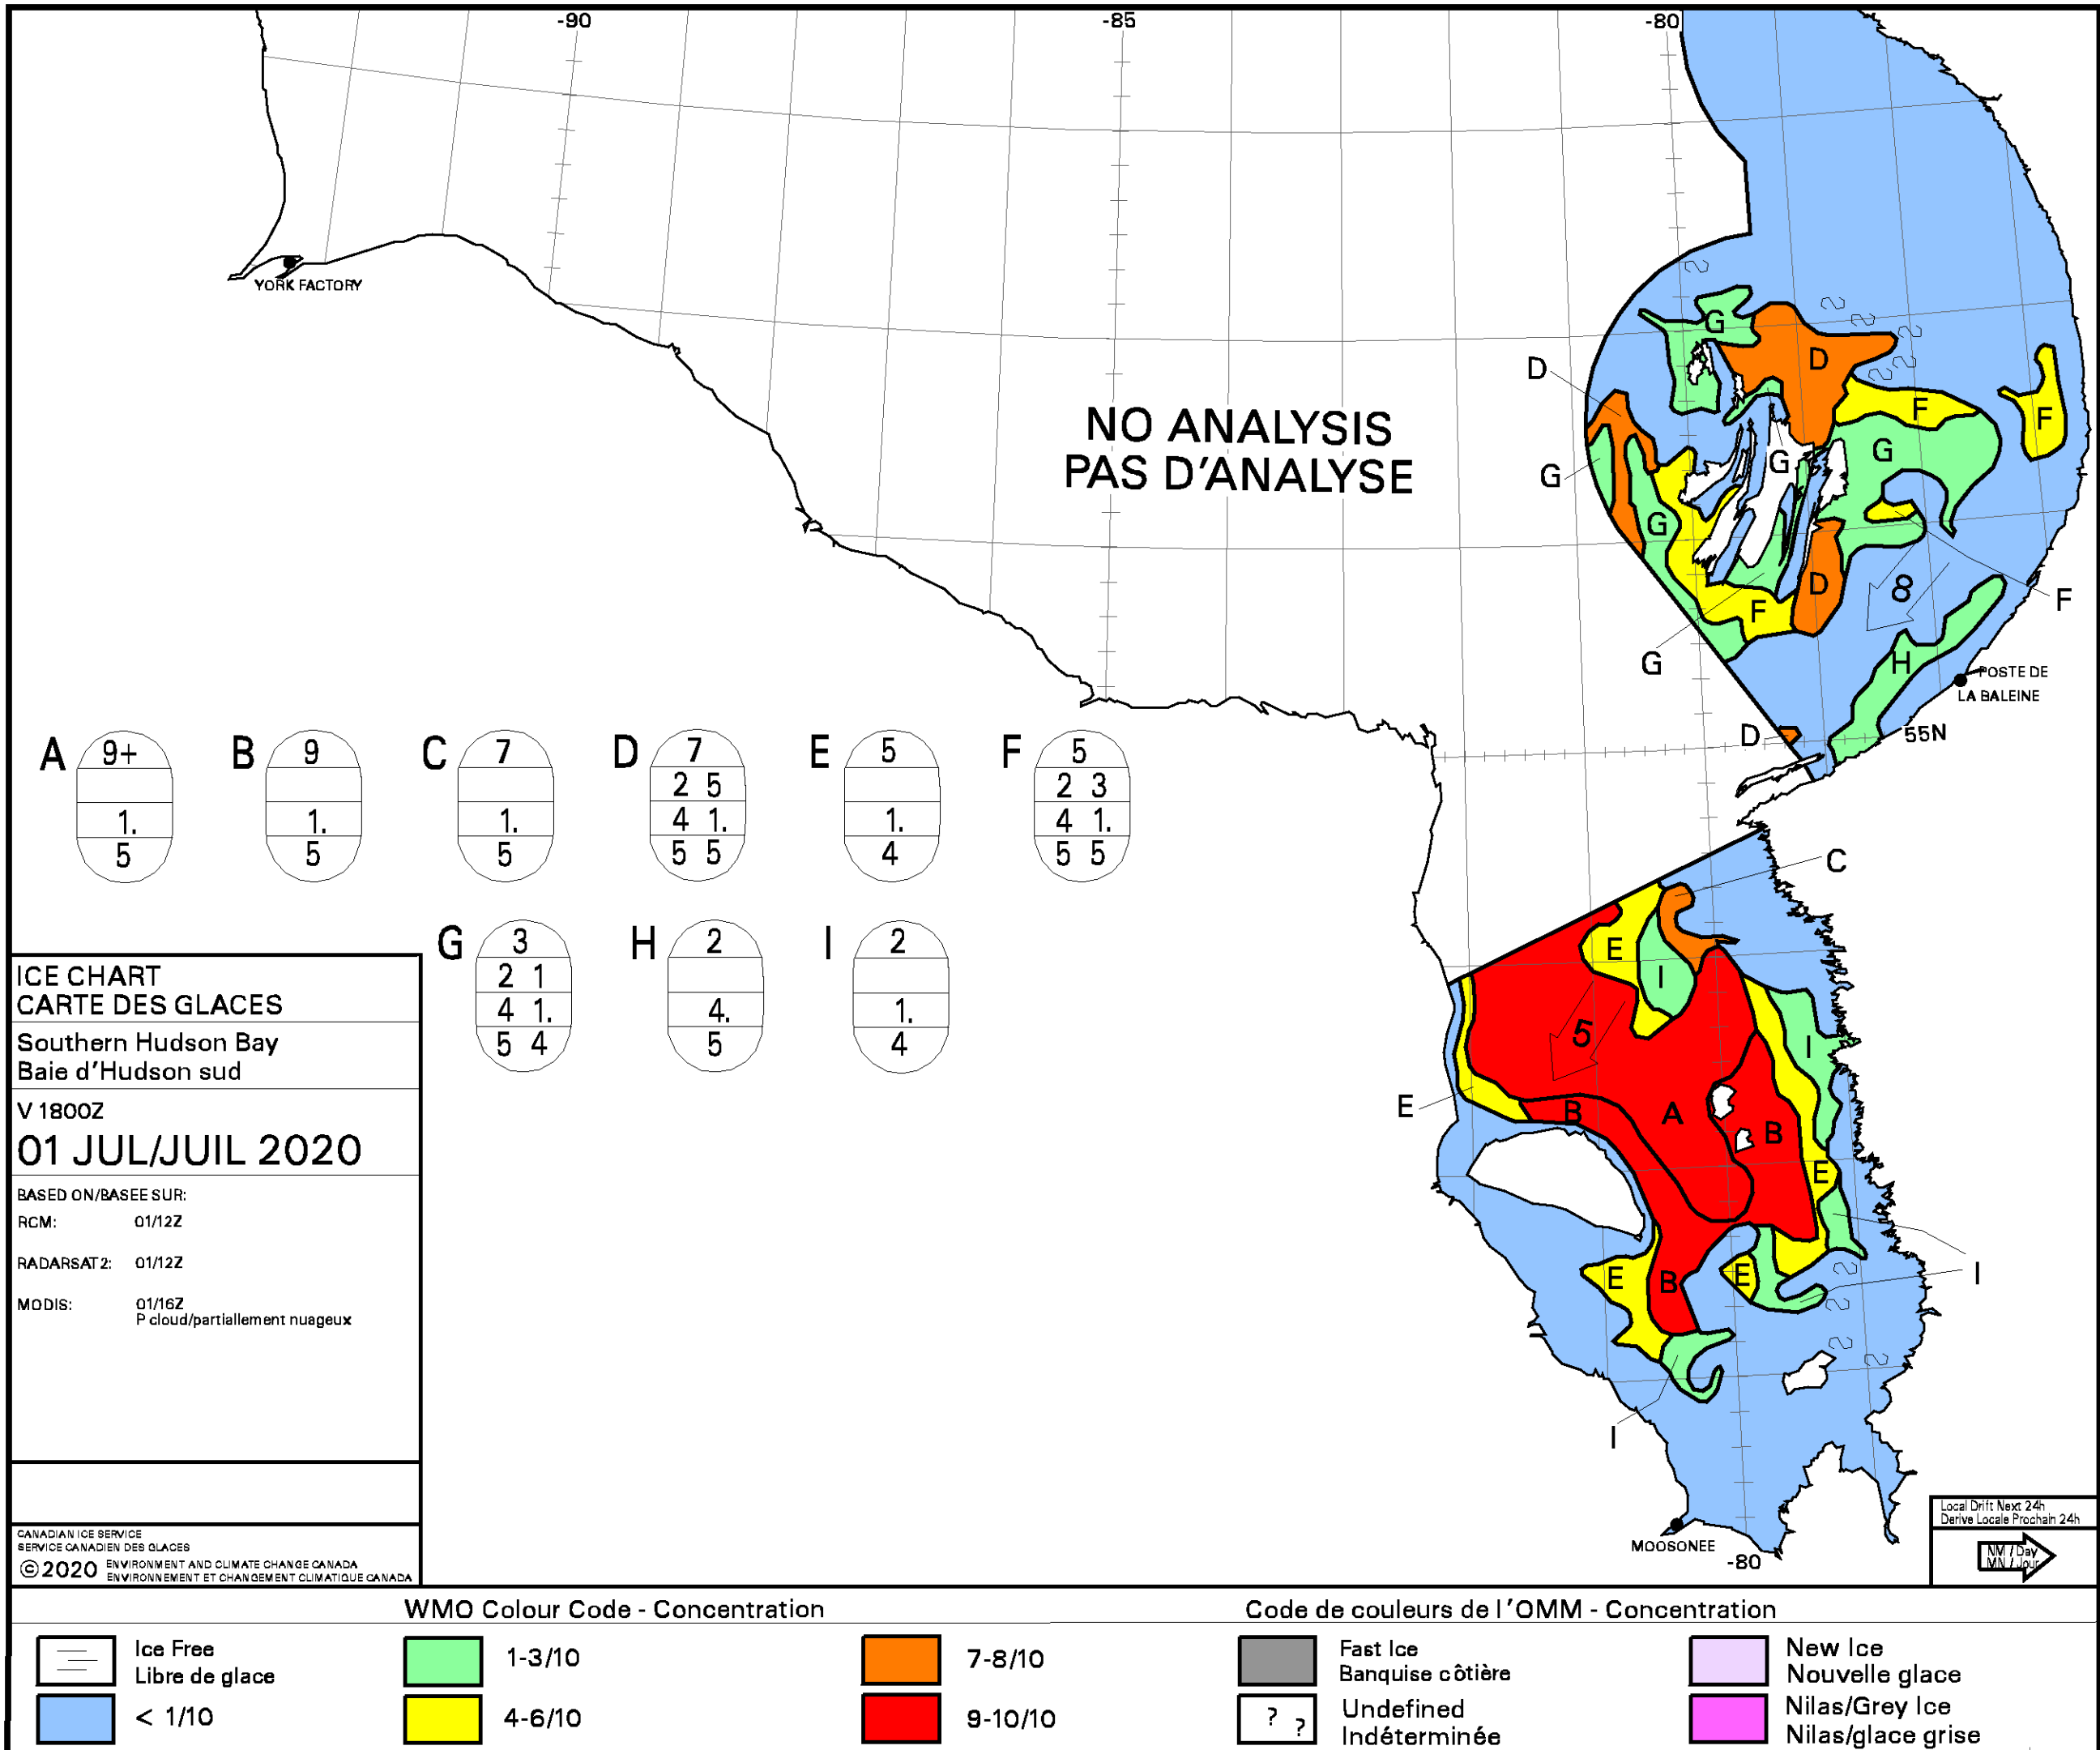 -90
-85
-80
YORK FACTORY
NO ANALYSIS
PAS D'ANALYSE
G
D
D
F
F
G
G
G
G
D
8
F
F
G
H
POSTE DE
LA BALEINE
D
55N
A
9+
1.
5
B
9
1.
5
C
7
1.
5
D
7
2 5
4 1.
5 5
E
5
1.
4
F
5
2 3
4 1.
5 5
G
3
2 1
4 1.
5 4
H
2
4.
5
I
2
1.
4
C
E
I
5
I
E
B
A
B
E
E
B
E
I
I
MOOSONEE
-80
ICE CHART
CARTE DES GLACES
Southern Hudson Bay
Baie d'Hudson sud
V 1800Z
01 JUL/JUIL 2020
BASED ON/BASEE SUR:
RCM: 01/12Z
RADARSAT2: 01/12Z
MODIS: 01/16Z
P cloud/partiallement nuageux
CANADIAN ICE SERVICE
SERVICE CANADIEN DES GLACES
©2020 ENVIRONMENT AND CLIMATE CHANGE CANADA
ENVIRONNEMENT ET CHANGEMENT CLIMATIQUE CANADA
Local Drift Next 24h
Derive Locale Prochain 24h
NM / Day
MN / Jour
WMO Colour Code - Concentration
Code de couleurs de l'OMM - Concentration
Ice Free
Libre de glace
< 1/10
1-3/10
4-6/10
7-8/10
9-10/10
Fast Ice
Banquise côtière
? ?
Undefined
Indéterminée
New Ice
Nouvelle glace
Nilas/Grey Ice
Nilas/glace grise